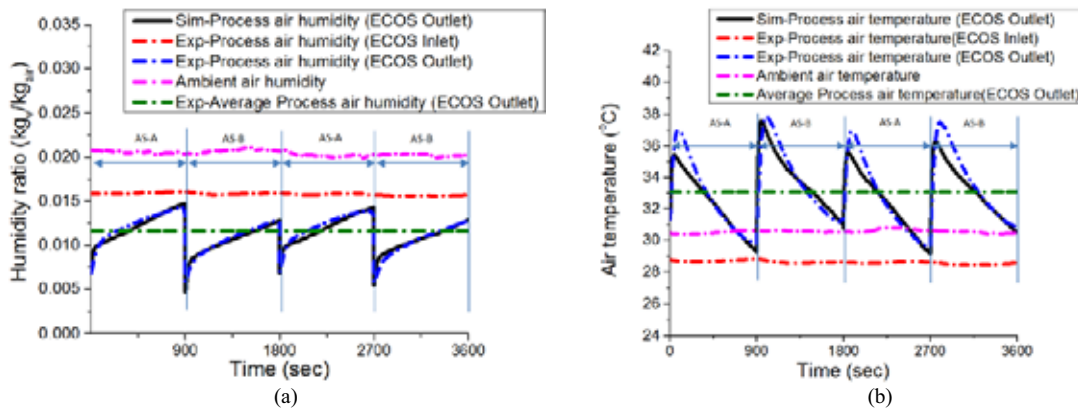 Sim-Process air humidity (ECOS Outlet)
Exp-Process air humidity (ECOS Inlet)
Exp-Process air humidity (ECOS Outlet)
Ambient air humidity
Exp-Average Process air humidity (ECOS Outlet)
0.035
0.030
0.025
0.020
0.015
0.010
0.005
0.000
Humidity ratio (kgv/kgair)
AS-A
AS-B
AS-A
AS-B
900
1800
2700
3600
Time (sec)
(a)
Sim-Process air temperature (ECOS Outlet)
Exp-Process air temperature(ECOS Inlet)
Exp-Process air temperature (ECOS Outlet)
Ambient air temperature
Average Process air temperature(ECOS Outlet)
42
40
38
36
34
32
30
28
26
24
Air temperature (°C)
AS-A
AS-B
AS-A
AS-B
0
900
1800
2700
3600
Time (sec)
(b)